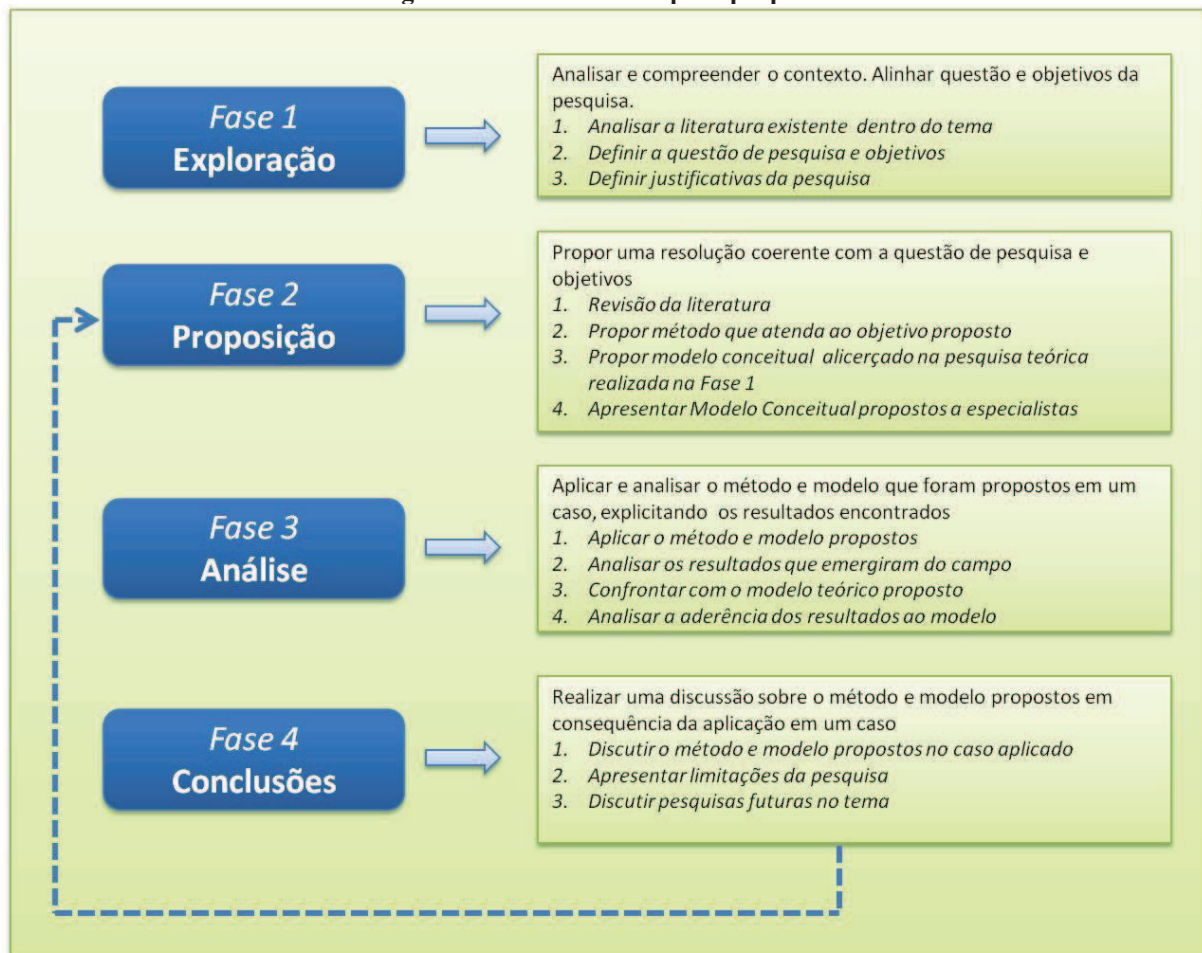 Fase 1
Exploração
Analisar e compreender o contexto. Alinhar questão e objetivos da
pesquisa.
1. Analisar a literatura existente dentro do tema
2. Definir a questão de pesquisa e objetivos
3. Definir justificativas da pesquisa
Fase 2
Proposição
Propor uma resolução coerente com a questão de pesquisa e
objetivos
1. Revisão da literatura
2. Propor método que atenda ao objetivo proposto
3. Propor modelo conceitual alicerçado na pesquisa teórica
realizada na Fase 1
4. Apresentar Modelo Conceitual propostos a especialistas
Fase 3
Análise
Aplicar e analisar o método e modelo que foram propostos em um
caso, explicitando os resultados encontrados
1. Aplicar o método e modelo propostos
2. Analisar os resultados que emergiram do campo
3. Confrontar com o modelo teórico proposto
4. Analisar a aderência dos resultados ao modelo
Fase 4
Conclusões
Realizar uma discussão sobre o método e modelo propostos em
consequência da aplicação em um caso
1. Discutir o método e modelo propostos no caso aplicado
2. Apresentar limitações da pesquisa
3. Discutir pesquisas futuras no tema